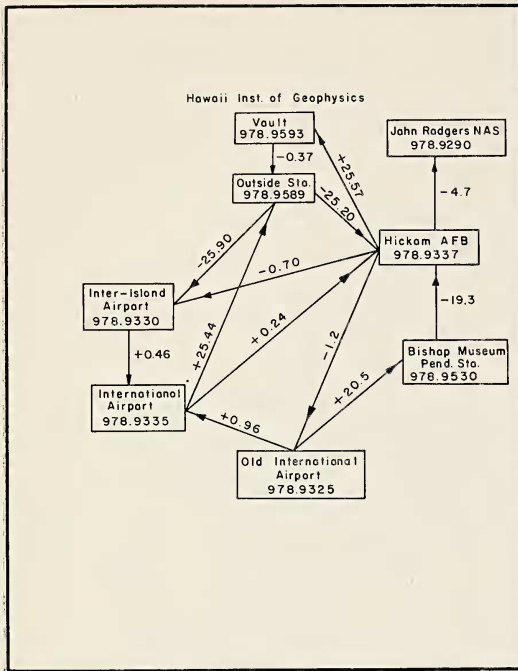 Hawaii Inst. of Geophysics
Vault
978.9593
John Rodgers NAS
978.9290
-0.37
+25.57
-4.7
Outside Sta.
978.9589
-25.20
Hickam AFB
978.9337
-25.90
-0.70
Inter-Island
Airport
978.9330
+0.24
-19.3
+25.44
-1.2
Bishop Museum
Pend. Sta.
978.9530
+0.46
International
Airport
978.9335
+20.5
+0.96
Old International
Airport
978.9325